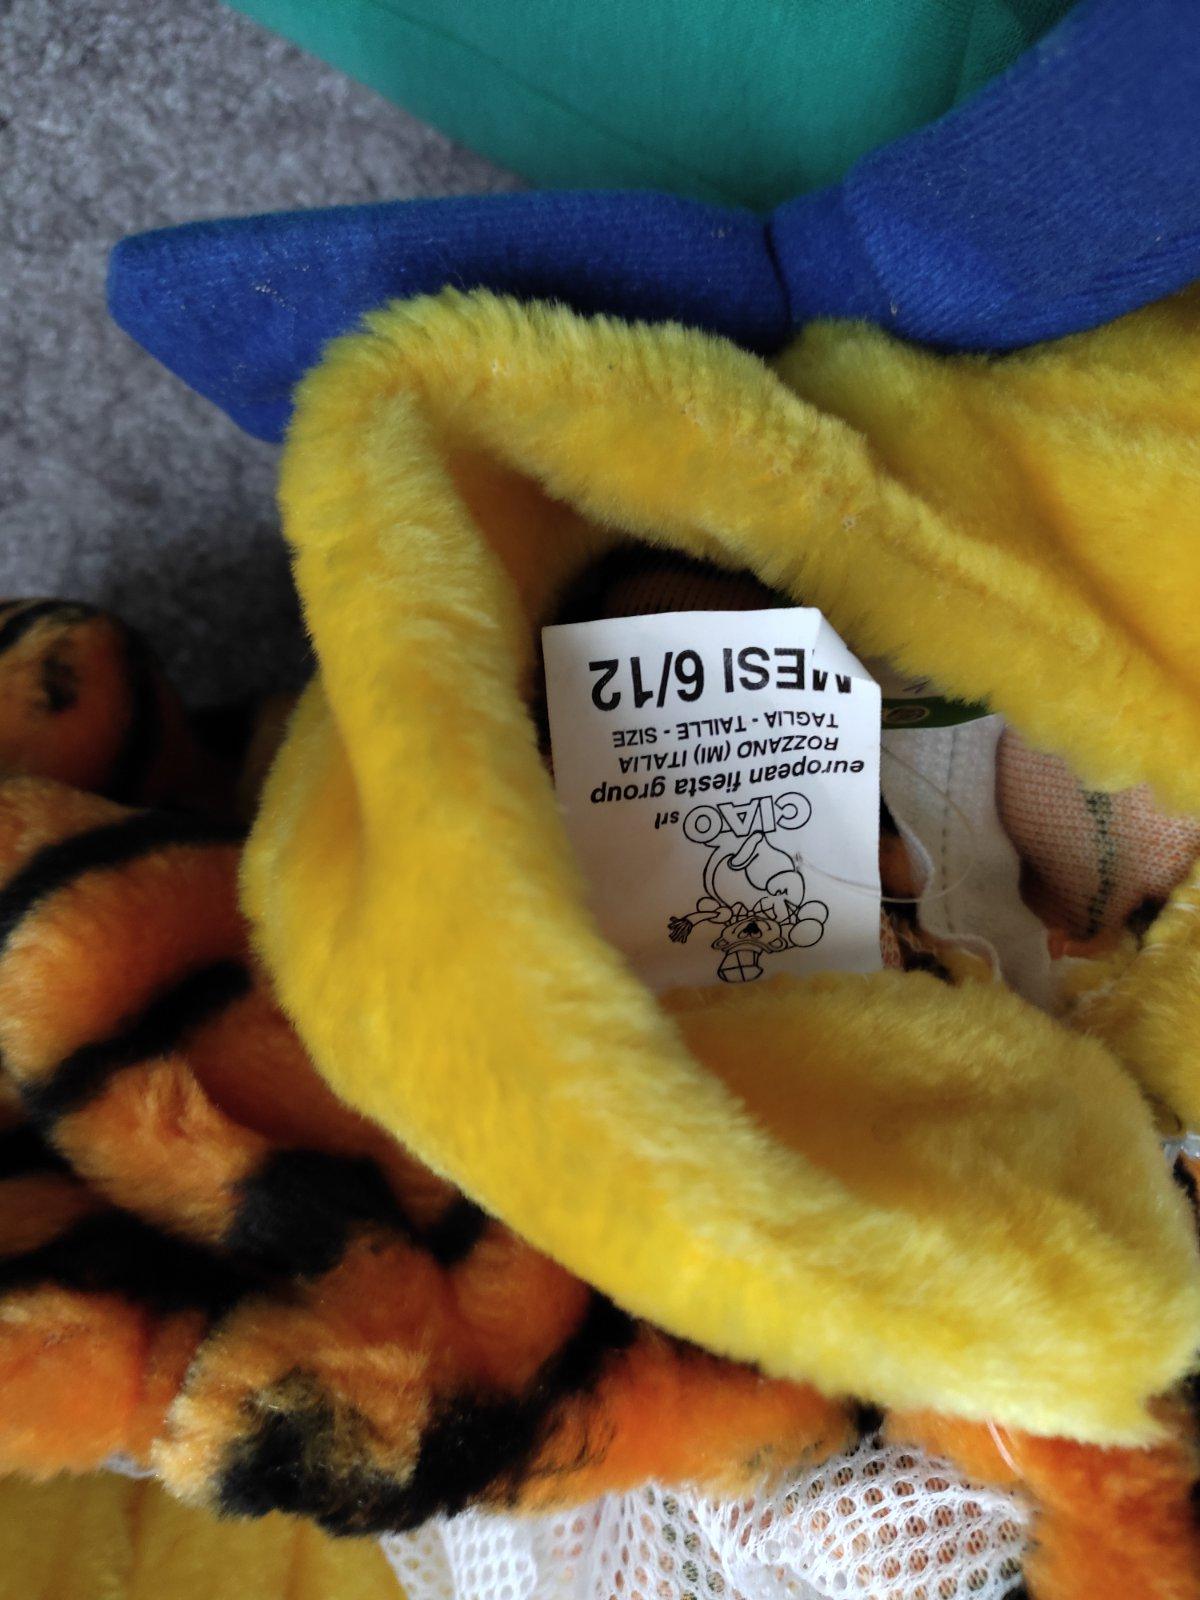 CIAO srl
european fiesta group
ROZZANO (MI) ITALIA
TAGLIA - TAILLE - SIZE
MESI 6/12